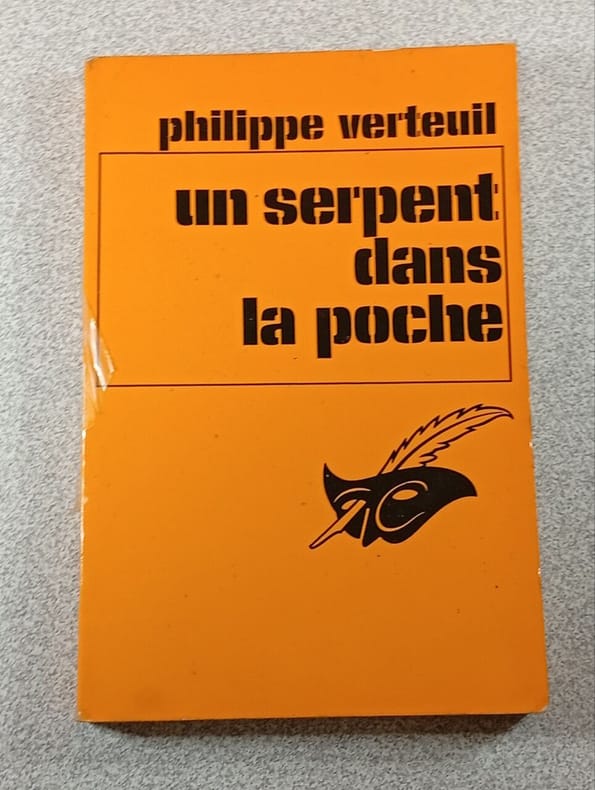 philippe verteuil
un serpent
dans
la poche